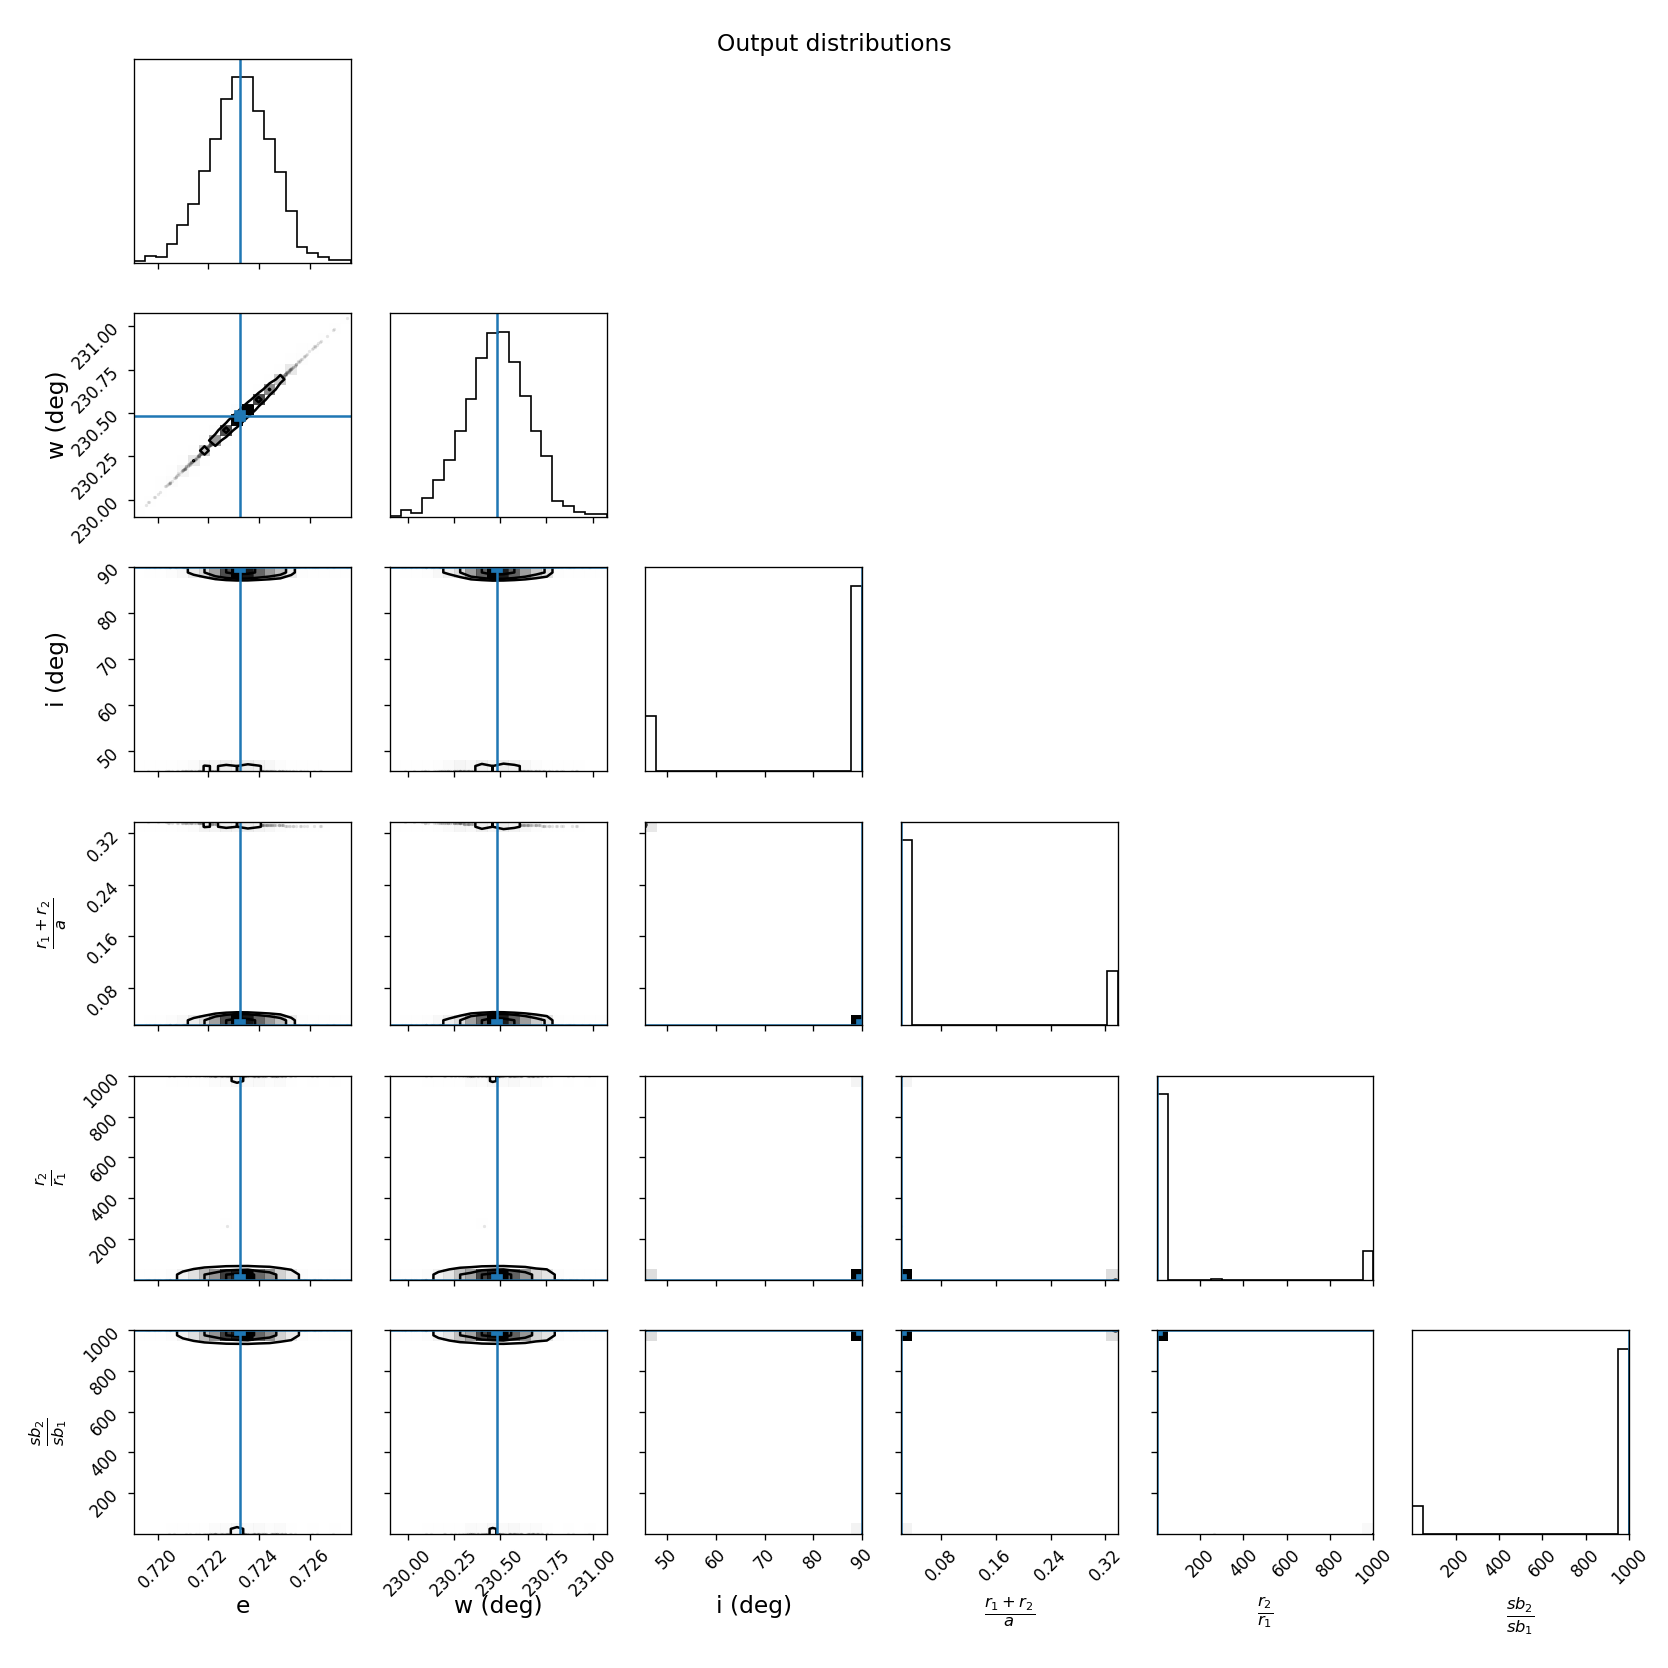 Output distributions
w (deg)
231.00
230.75
230.50
230.25
230.00
i (deg)
90
80
70
60
50
r₁ + r₂
a
0.32
0.24
0.16
0.08
r₂
r₁
1000
800
600
400
200
sb₂
sb₁
1000
800
600
400
200
0.720 0.722 0.724 0.726
e
230.00 230.25 230.50 230.75 231.00
w (deg)
50 60 70 80 90
i (deg)
0.08 0.16 0.24 0.32
r₁ + r₂
a
200 400 600 800 1000
r₂
r₁
200 400 600 800 1000
sb₂
sb₁